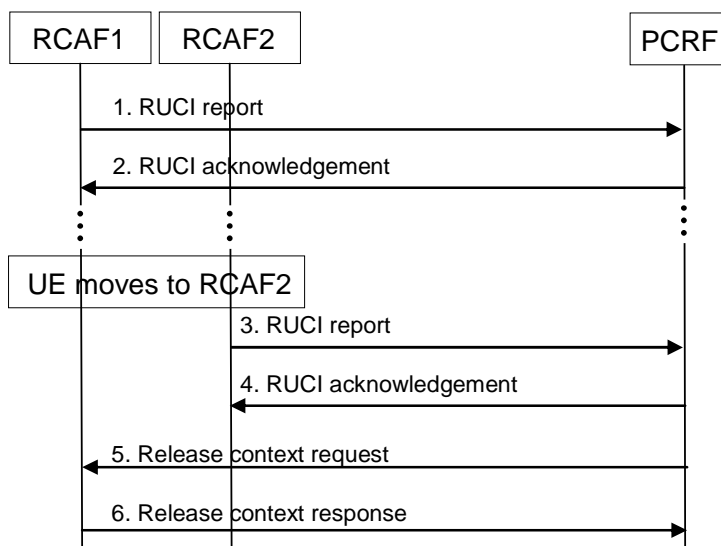 RCAF1
RCAF2
PCRF
1. RUCI report
2. RUCI acknowledgement
UE moves to RCAF2
3. RUCI report
4. RUCI acknowledgement
5. Release context request
6. Release context response